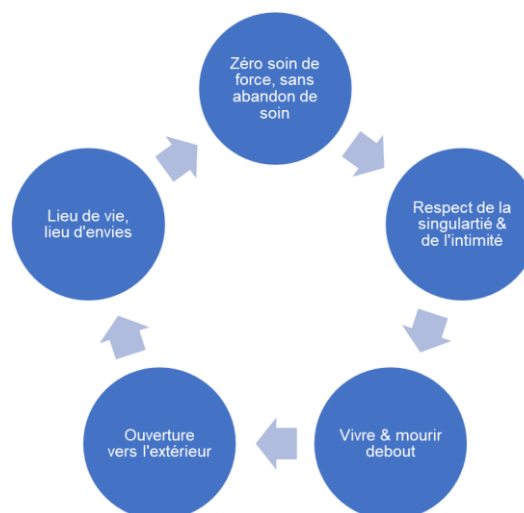 Zéro soin de
force, sans
abandon de
soin
Respect de la
singulartié &
de l'intimité
Vivre & mourir
debout
Ouverture
vers l'extérieur
Lieu de vie,
lieu d'envies